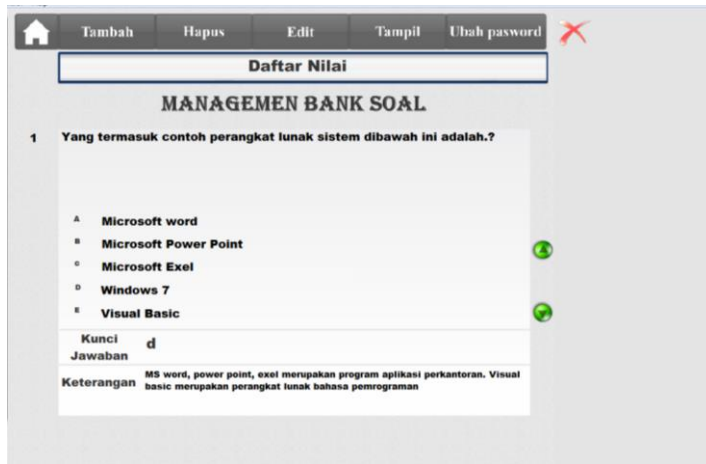 Tambah Hapus Edit Tampil Ubah pasword
Daftar Nilai
MANAGEMEN BANK SOAL
1 Yang termasuk contoh perangkat lunak sistem dibawah ini adalah.?
A Microsoft word
B Microsoft Power Point
C Microsoft Exel
D Windows 7
E Visual Basic
Kunci Jawaban d
Keterangan MS word, power point, exel merupakan program aplikasi perkantoran. Visual
basic merupakan perangkat lunak bahasa pemrograman